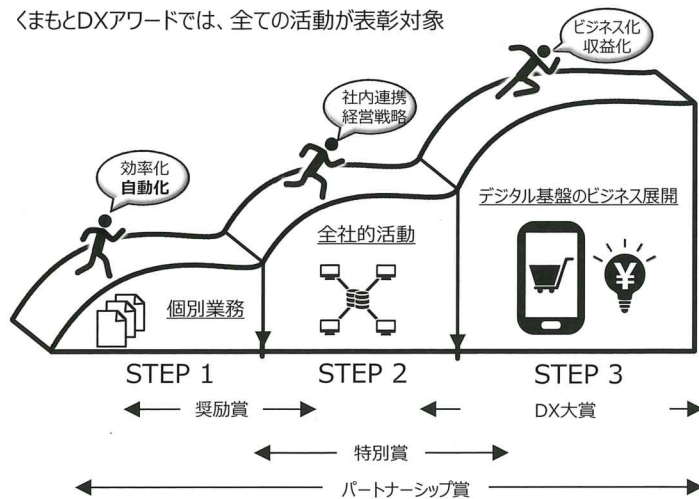 くまもとDXアワードでは、全ての活動が表彰対象
ビジネス化
収益化
社内連携
経営戦略
効率化
自動化
デジタル基盤のビジネス展開
全社的活動
個別業務
¥
STEP 1
STEP 2
STEP 3
奨励賞
DX大賞
特別賞
パートナーシップ賞